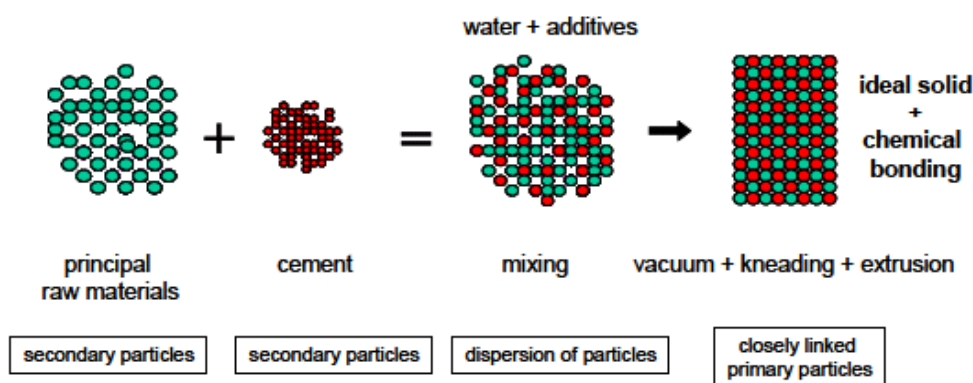 water + additives
+
=
ideal solid
+
chemical
bonding
principal
raw materials
cement
mixing
vacuum + kneading + extrusion
secondary particles
secondary particles
dispersion of particles
closely linked
primary particles